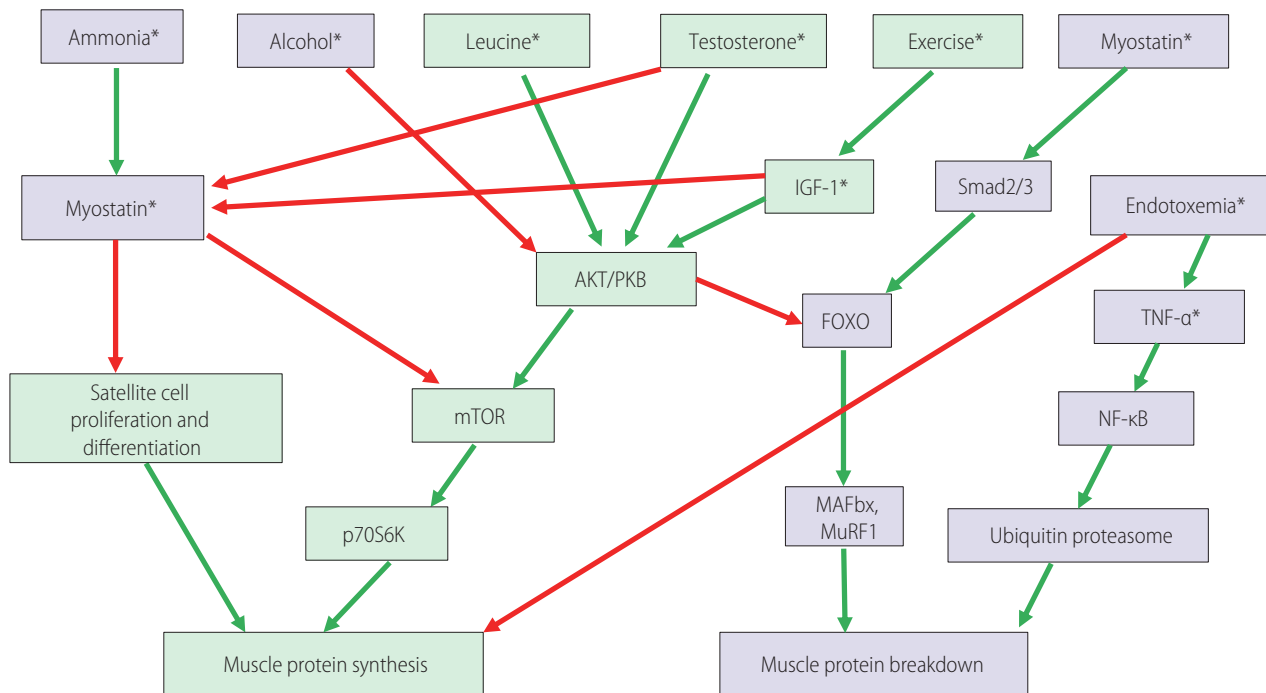 Ammonia*
Alcohol*
Leucine*
Testosterone*
Exercise*
Myostatin*
Myostatin*
IGF-1*
Smad2/3
Endotoxemia*
AKT/PKB
FOXO
TNF-α*
Satellite cell
proliferation and
differentiation
mTOR
NF-κB
p70S6K
MAFbx,
MuRF1
Ubiquitin proteasome
Muscle protein synthesis
Muscle protein breakdown